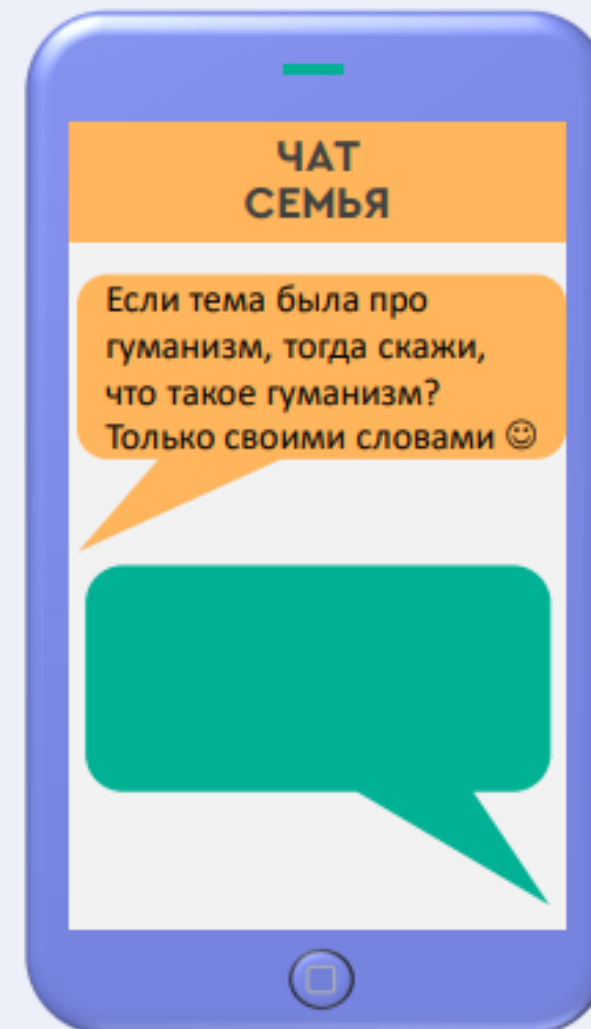 ЧАТ
СЕМЬЯ
Если тема была про
гуманизм, тогда скажи,
что такое гуманизм?
Только своими словами ☺